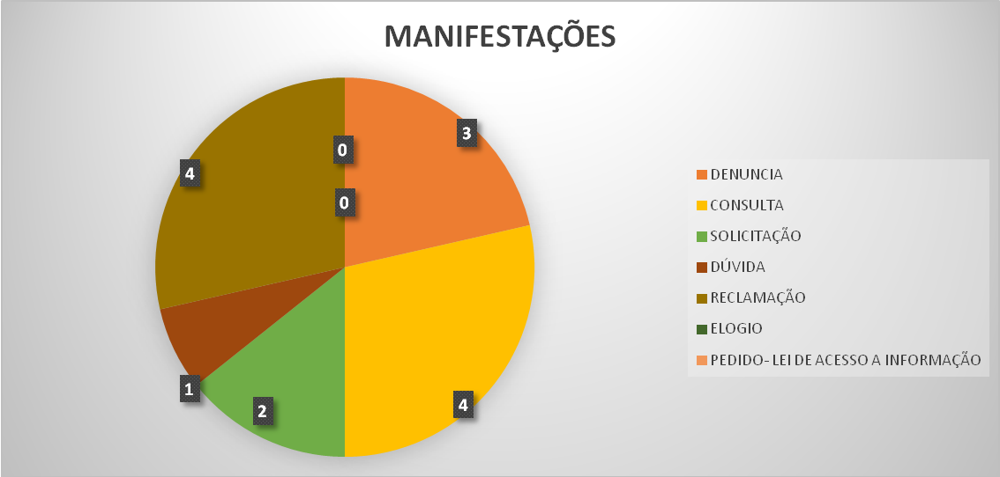 MANIFESTAÇÕES
3
4
2
1
4
0
0
DENUNCIA
CONSULTA
SOLICITAÇÃO
DÚVIDA
RECLAMAÇÃO
ELOGIO
PEDIDO- LEI DE ACESSO A INFORMAÇÃO